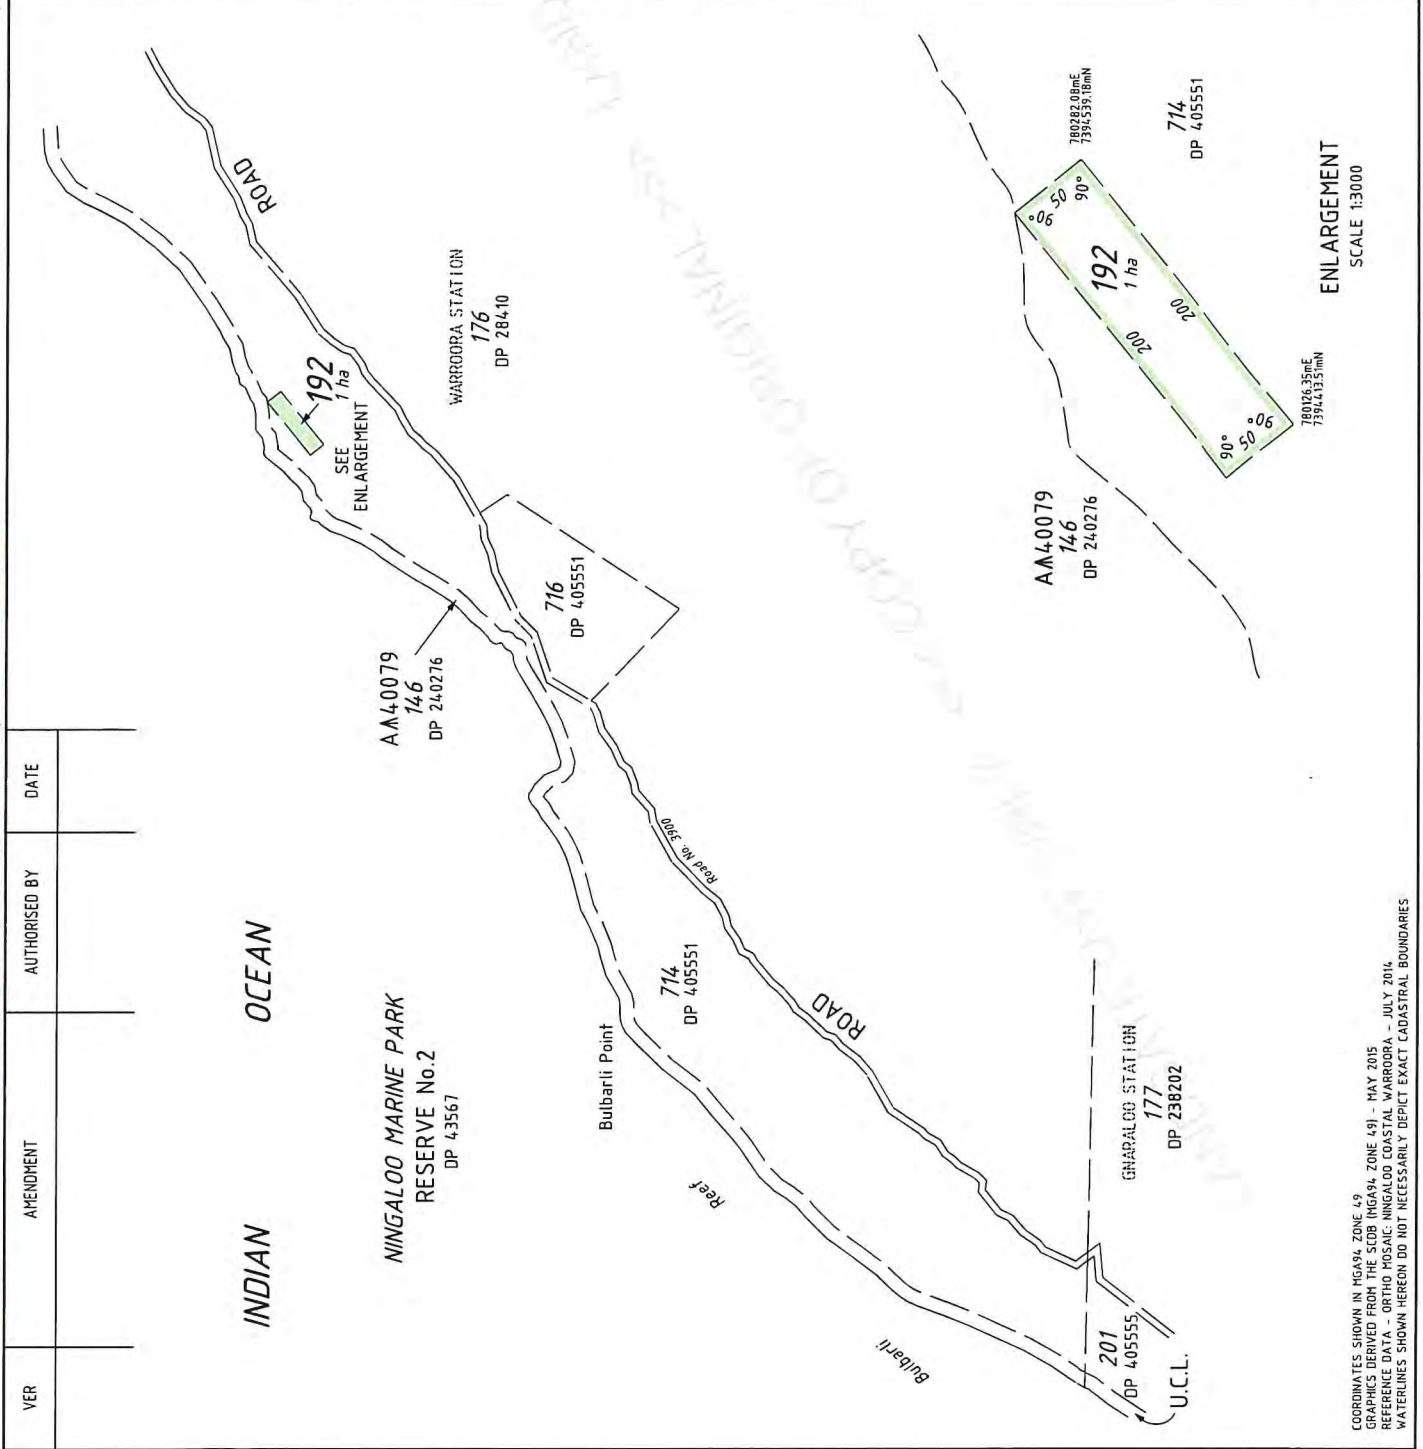 VER
AMENDMENT
AUTHORISED BY
DATE
INDIAN OCEAN
NINGALOO MARINE PARK
RESERVE No.2
DP 43567
ROAD
192
1 ha
SEE
ENLARGEMENT
WARROORA STATION
176
DP 28410
AM40079
146
DP 240276
716
DP 405551
Bulbarli Point
714
DP 405551
Road No. 3900
ROAD
Bulbarli Reef
GNARALOO STATION
177
DP 238202
201
DP 405555
U.C.L.
780282.08mE
7394539.18mN
714
DP 405551
90°
50
90°
192
1 ha
200
200
90°
50
90°
780126.35mE
7394413.51mN
AM40079
146
DP 240276
ENLARGEMENT
SCALE 1:3000
COORDINATES SHOWN IN MGA94 ZONE 49
GRAPHICS DERIVED FROM THE SCDB (MGA94 ZONE 49) - MAY 2015
REFERENCE DATA - ORTHO MOSAIC: NINGALOO COASTAL WARROORA - JULY 2014
WATERLINES SHOWN HEREON DO NOT NECESSARILY DEPICT EXACT CADASTRAL BOUNDARIES